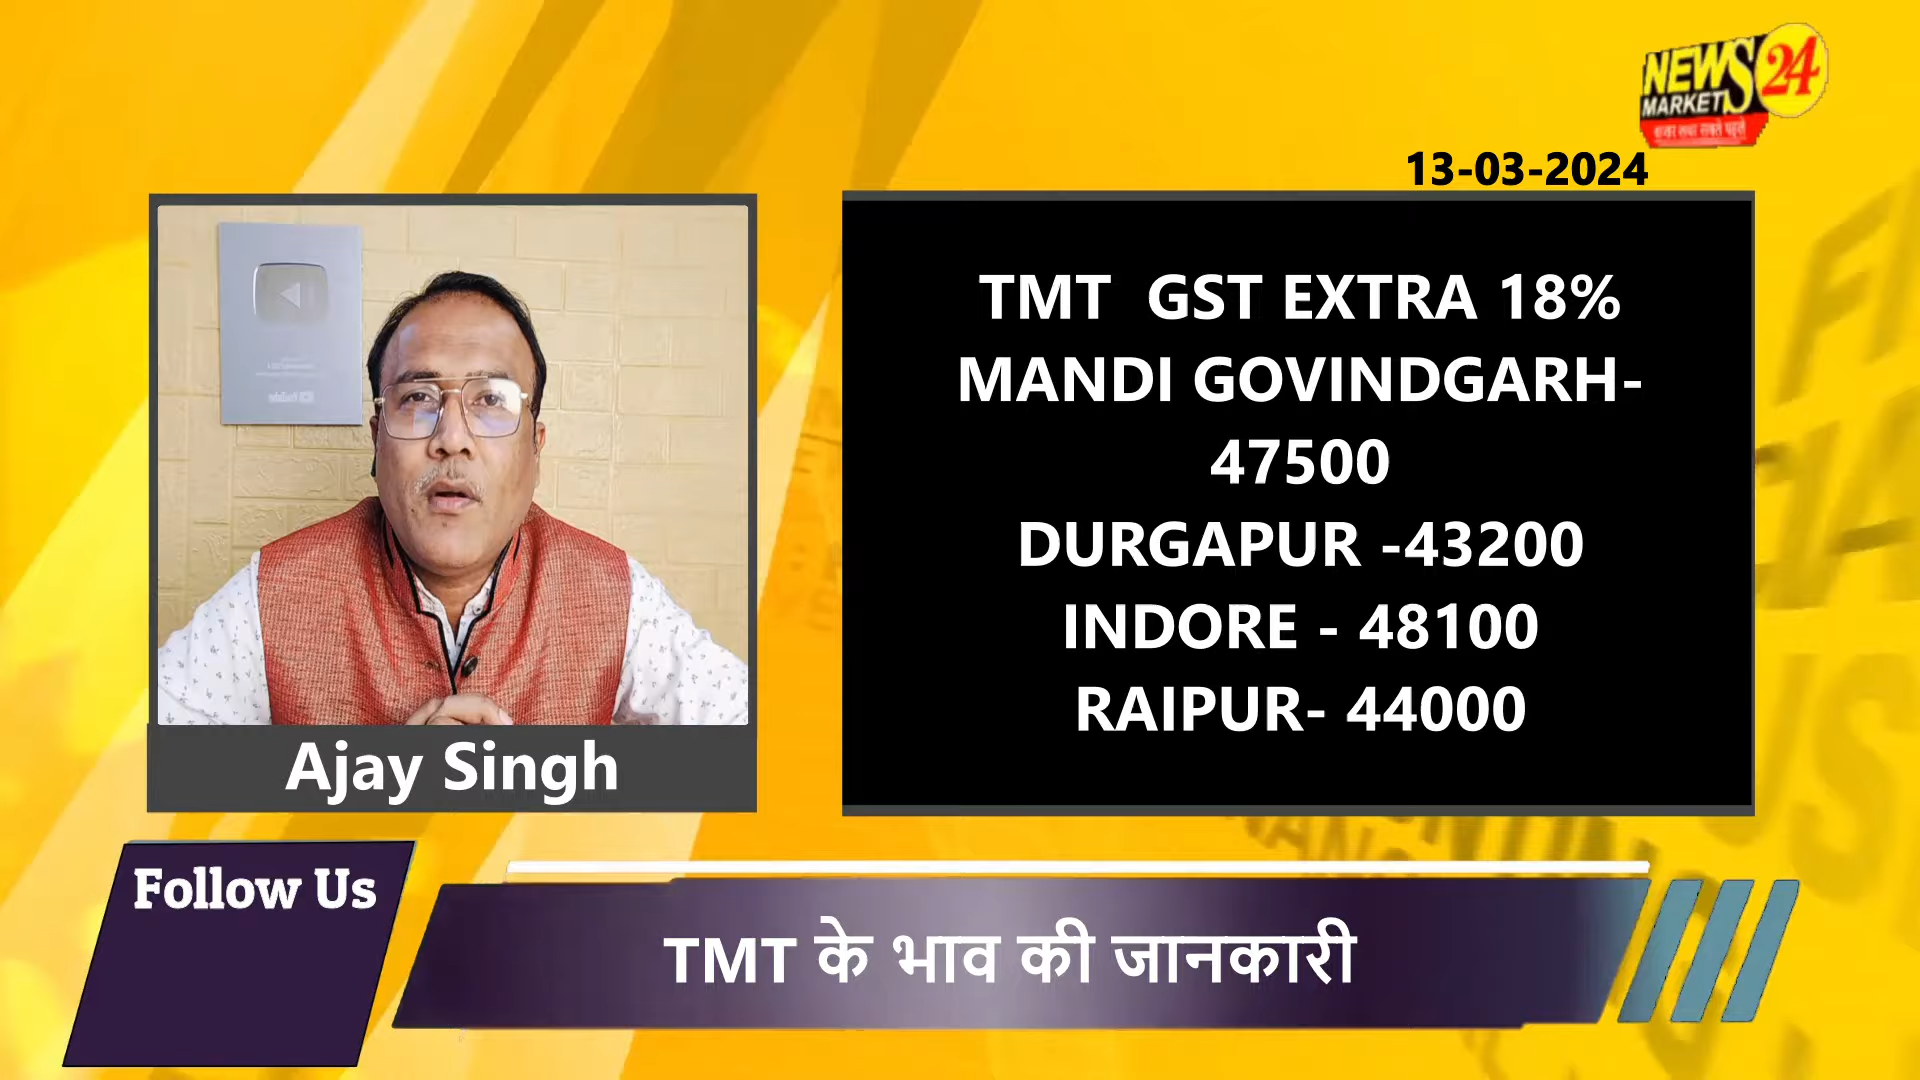 NEWS 24
MARKET
13-03-2024
TMT  GST EXTRA 18%
MANDI GOVINDGARH-
47500
DURGAPUR -43200
INDORE - 48100
RAIPUR- 44000
Ajay Singh
Follow Us
TMT के भाव की जानकारी